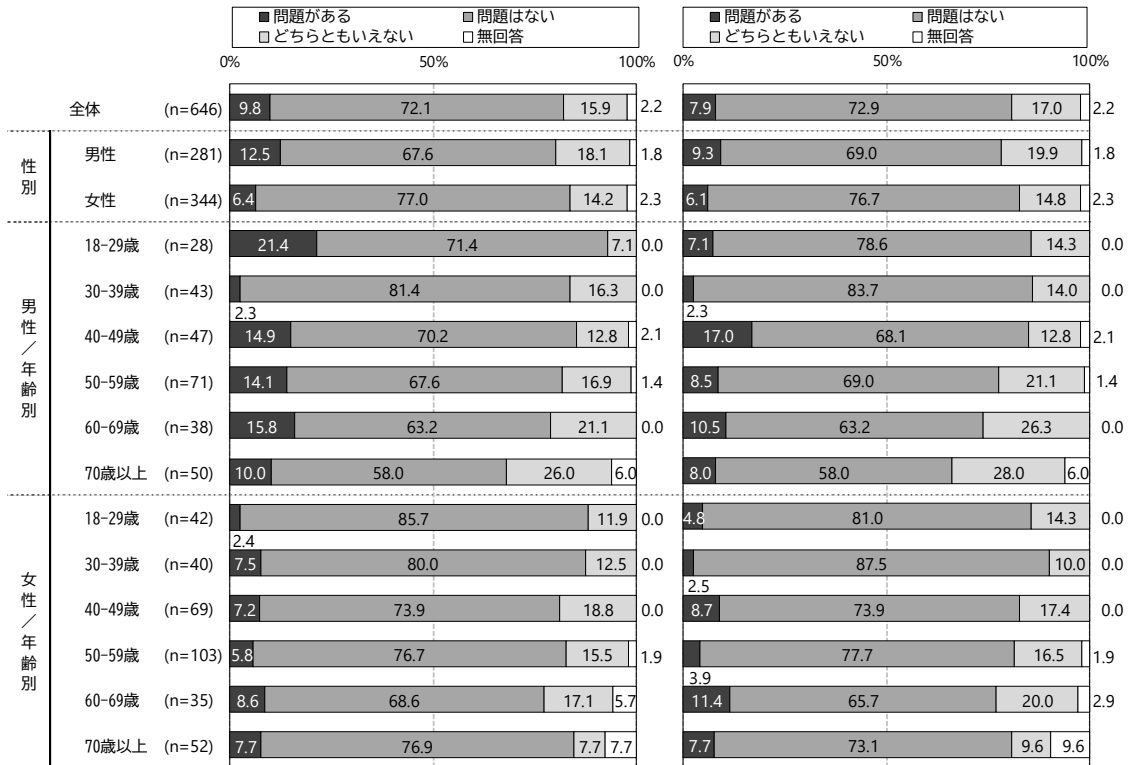 ■問題がある ■問題はない
□どちらともいえない □無回答
0% 50% 100%
■問題がある ■問題はない
□どちらともいえない □無回答
0% 50% 100%
全体 (n=646) 9.8 72.1 15.9 2.2 7.9 72.9 17.0 2.2
性別
男性 (n=281) 12.5 67.6 18.1 1.8 9.3 69.0 19.9 1.8
女性 (n=344) 6.4 77.0 14.2 2.3 6.1 76.7 14.8 2.3
男性／年齢別
18-29歳 (n=28) 21.4 71.4 7.1 0.0 7.1 78.6 14.3 0.0
30-39歳 (n=43) 2.3 81.4 16.3 0.0 2.3 83.7 14.0 0.0
40-49歳 (n=47) 14.9 70.2 12.8 2.1 17.0 68.1 12.8 2.1
50-59歳 (n=71) 14.1 67.6 16.9 1.4 8.5 69.0 21.1 1.4
60-69歳 (n=38) 15.8 63.2 21.1 0.0 10.5 63.2 26.3 0.0
70歳以上 (n=50) 10.0 58.0 26.0 6.0 8.0 58.0 28.0 6.0
女性／年齢別
18-29歳 (n=42) 2.4 85.7 11.9 0.0 4.8 81.0 14.3 0.0
30-39歳 (n=40) 7.5 80.0 12.5 0.0 2.5 87.5 10.0 0.0
40-49歳 (n=69) 7.2 73.9 18.8 0.0 8.7 73.9 17.4 0.0
50-59歳 (n=103) 5.8 76.7 15.5 1.9 3.9 77.7 16.5 1.9
60-69歳 (n=35) 8.6 68.6 17.1 5.7 11.4 65.7 20.0 2.9
70歳以上 (n=52) 7.7 76.9 7.7 7.7 7.7 73.1 9.6 9.6